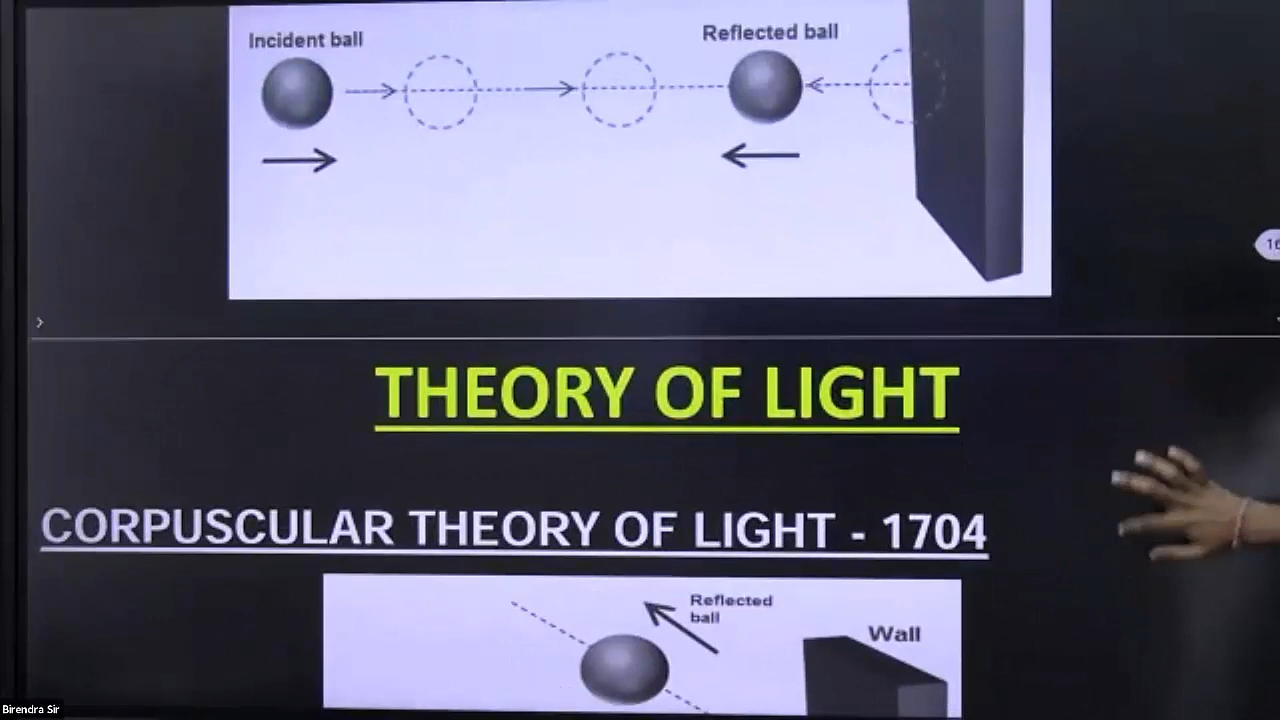 Incident ball
Reflected ball
16
THEORY OF LIGHT
CORPUSCULAR THEORY OF LIGHT - 1704
Reflected
ball
Wall
Birendra Sir